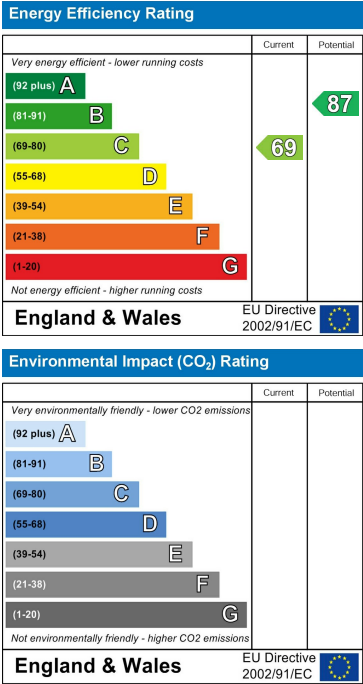 Energy Efficiency Rating
Current Potential
Very energy efficient - lower running costs
(92 plus) A
(81-91) B
(69-80) C
(55-68) D
(39-54) E
(21-38) F
(1-20) G
87
69
Not energy efficient - higher running costs
England & Wales
EU Directive
2002/91/EC
Environmental Impact (CO₂) Rating
Current Potential
Very environmentally friendly - lower CO2 emissions
(92 plus) A
(81-91) B
(69-80) C
(55-68) D
(39-54) E
(21-38) F
(1-20) G
Not environmentally friendly - higher CO2 emissions
England & Wales
EU Directive
2002/91/EC